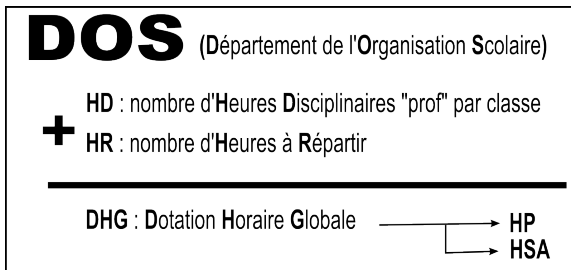 DOS (Département de l'Organisation Scolaire)
HD : nombre d'Heures Disciplinaires "prof" par classe
+
HR : nombre d'Heures à Répartir
DHG : Dotation Horaire Globale HP
HSA